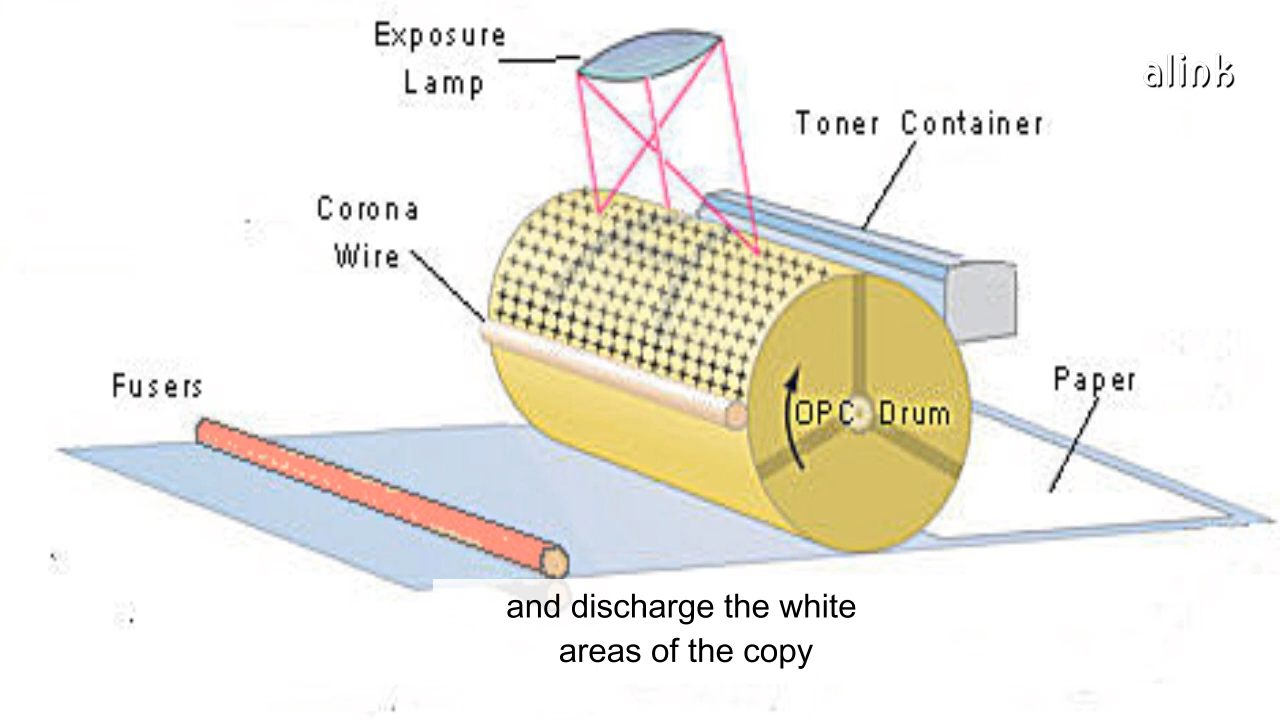 Exposure
Lamp
alink
Toner Container
Corona
Wire
Fusers
Paper
OPC Drum
and discharge the white
areas of the copy